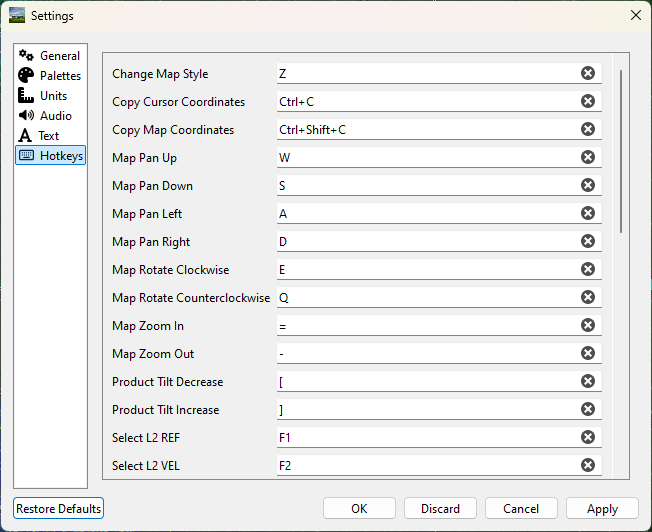 Settings
General
Palettes
Units
Audio
Text
Hotkeys
Change Map Style Z
Copy Cursor Coordinates Ctrl+C
Copy Map Coordinates Ctrl+Shift+C
Map Pan Up W
Map Pan Down S
Map Pan Left A
Map Pan Right D
Map Rotate Clockwise E
Map Rotate Counterclockwise Q
Map Zoom In =
Map Zoom Out -
Product Tilt Decrease [
Product Tilt Increase ]
Select L2 REF F1
Select L2 VEL F2
Restore Defaults OK Discard Cancel Apply